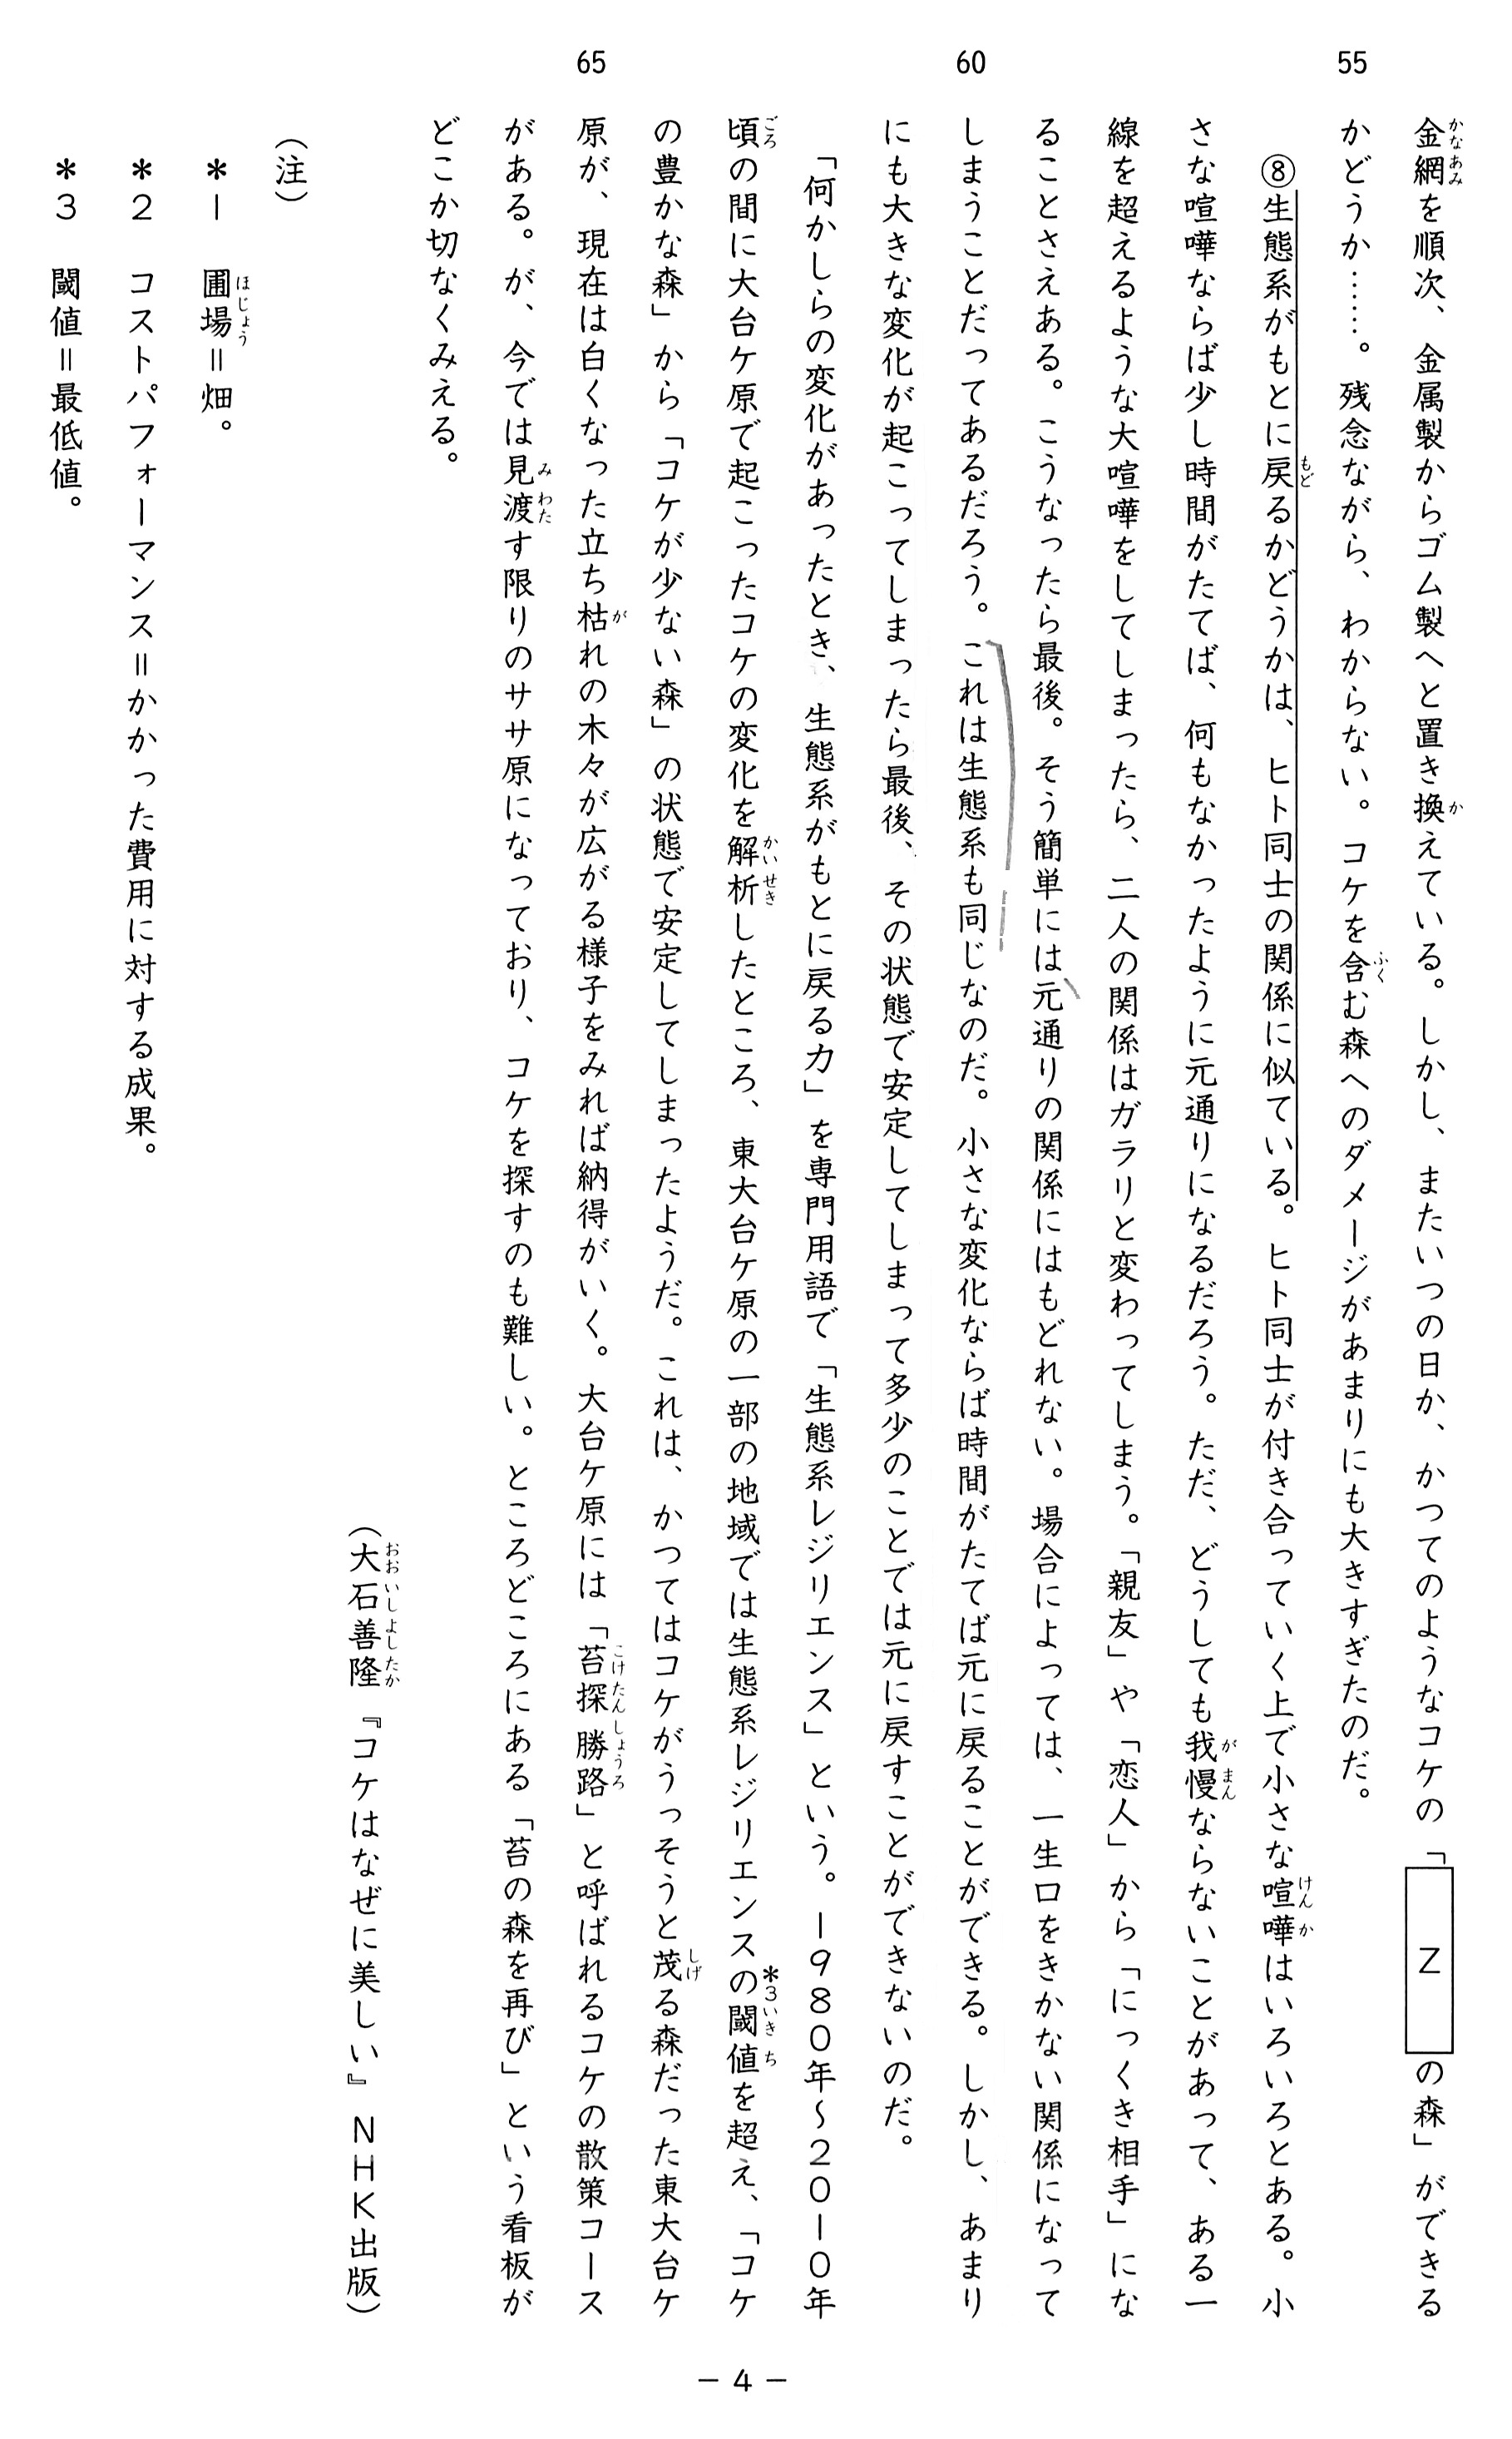 金網を順次、金属製からゴム製へと置き換えている。しかし、またいつの日か、かつてのようなコケの「 Z の森」ができる
かどうか……。残念ながら、わからない。コケを含む森へのダメージがあまりにも大きすぎたのだ。
⑧生態系がもとに戻るかどうかは、ヒト同士の関係に似ている。ヒト同士が付き合っていく上で小さな喧嘩はいろいろとある。小
さな喧嘩ならば少し時間がたてば、何もなかったように元通りになるだろう。ただ、どうしても我慢ならないことがあって、ある一
線を超えるような大喧嘩をしてしまったら、二人の関係はガラリと変わってしまう。「親友」や「恋人」から「にっくき相手」にな
ることさえある。こうなったら最後。そう簡単には元通りの関係にはもどれない。場合によっては、一生口をきかない関係になって
しまうことだってあるだろう。これは生態系も同じなのだ。小さな変化ならば時間がたてば元に戻ることができる。しかし、あまり
にも大きな変化が起こってしまったら最後、その状態で安定してしまって多少のことでは元に戻すことができないのだ。
「何かしらの変化があったとき、生態系がもとに戻る力」を専門用語で「生態系レジリエンス」という。1980年〜2010年
頃の間に大台ケ原で起こったコケの変化を解析したところ、東大台ケ原の一部の地域では生態系レジリエンスの*3閾値を超え、「コケ
の豊かな森」から「コケが少ない森」の状態で安定してしまったようだ。これは、かつてはコケがうっそうと茂る森だった東大台ケ
原が、現在は白くなった立ち枯れの木々が広がる様子をみれば納得がいく。大台ケ原には「苔探勝路」と呼ばれるコケの散策コース
がある。が、今では見渡す限りのササ原になっており、コケを探すのも難しい。ところどころにある「苔の森を再び」という看板が
どこか切なくみえる。
(大石善隆『コケはなぜに美しい』NHK出版)
(注)
*1 圃場=畑。
*2 コストパフォーマンス=かかった費用に対する成果。
*3 閾値=最低値。
55
60
65
- 4 -